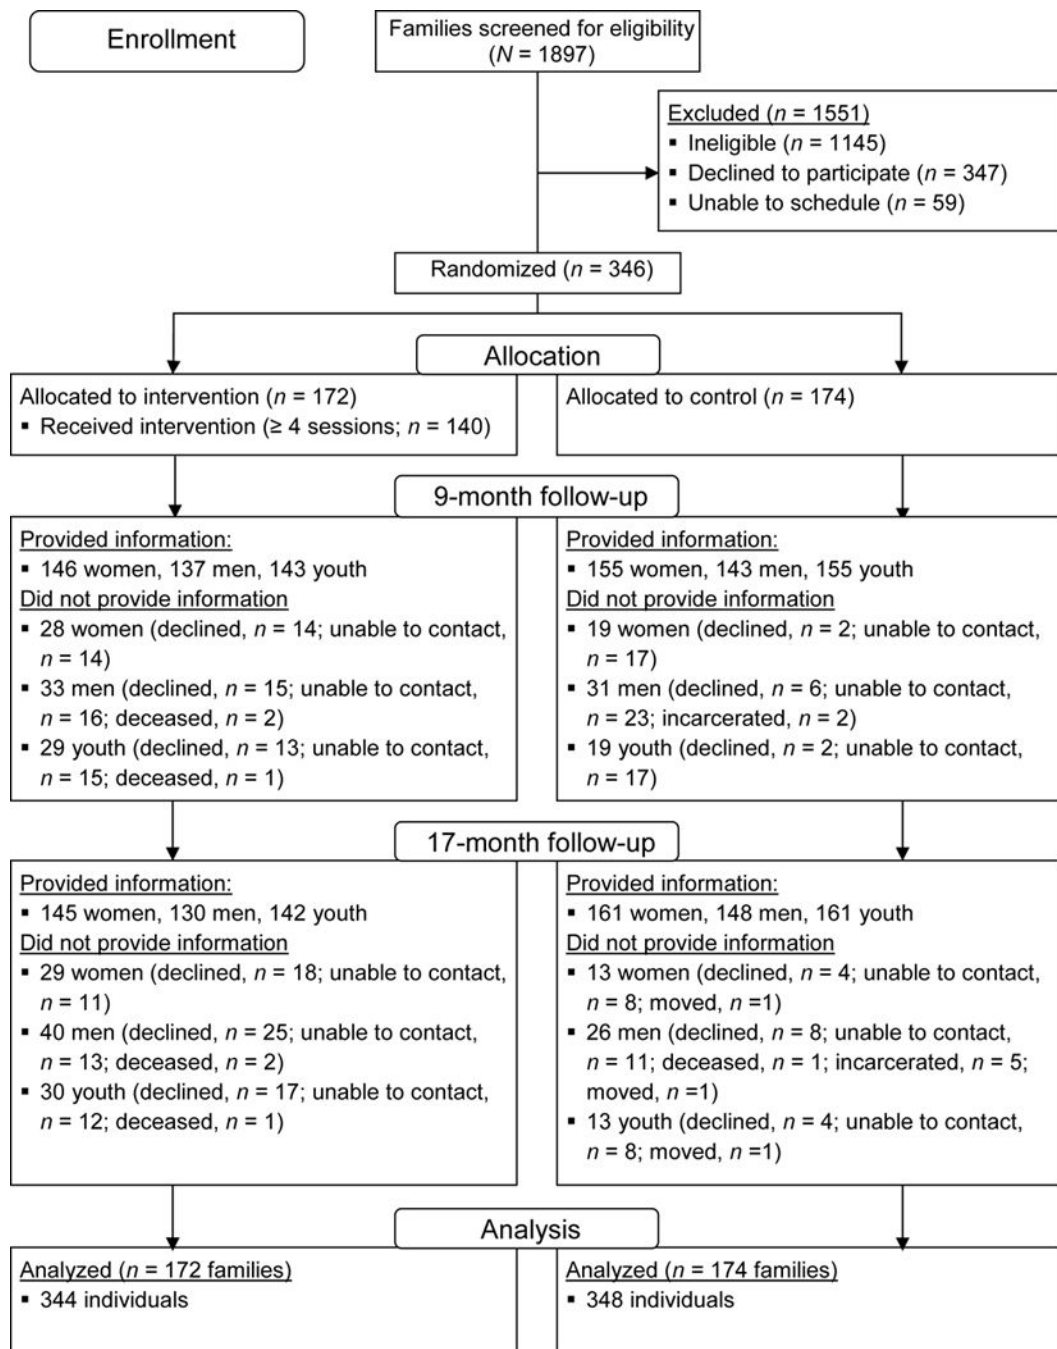 Enrollment
Families screened for eligibility
(N = 1897)
Excluded (n = 1551)
▪ Ineligible (n = 1145)
▪ Declined to participate (n = 347)
▪ Unable to schedule (n = 59)
Randomized (n = 346)
Allocation
Allocated to intervention (n = 172)
▪ Received intervention (≥ 4 sessions; n = 140)
Allocated to control (n = 174)
9-month follow-up
Provided information:
▪ 146 women, 137 men, 143 youth
Did not provide information
▪ 28 women (declined, n = 14; unable to contact,
n = 14)
▪ 33 men (declined, n = 15; unable to contact,
n = 16; deceased, n = 2)
▪ 29 youth (declined, n = 13; unable to contact,
n = 15; deceased, n = 1)
Provided information:
▪ 155 women, 143 men, 155 youth
Did not provide information
▪ 19 women (declined, n = 2; unable to contact,
n = 17)
▪ 31 men (declined, n = 6; unable to contact,
n = 23; incarcerated, n = 2)
▪ 19 youth (declined, n = 2; unable to contact,
n = 17)
17-month follow-up
Provided information:
▪ 145 women, 130 men, 142 youth
Did not provide information
▪ 29 women (declined, n = 18; unable to contact,
n = 11)
▪ 40 men (declined, n = 25; unable to contact,
n = 13; deceased, n = 2)
▪ 30 youth (declined, n = 17; unable to contact,
n = 12; deceased, n = 1)
Provided information:
▪ 161 women, 148 men, 161 youth
Did not provide information
▪ 13 women (declined, n = 4; unable to contact,
n = 8; moved, n =1)
▪ 26 men (declined, n = 8; unable to contact,
n = 11; deceased, n = 1; incarcerated, n = 5;
moved, n =1)
▪ 13 youth (declined, n = 4; unable to contact,
n = 8; moved, n =1)
Analysis
Analyzed (n = 172 families)
▪ 344 individuals
Analyzed (n = 174 families)
▪ 348 individuals